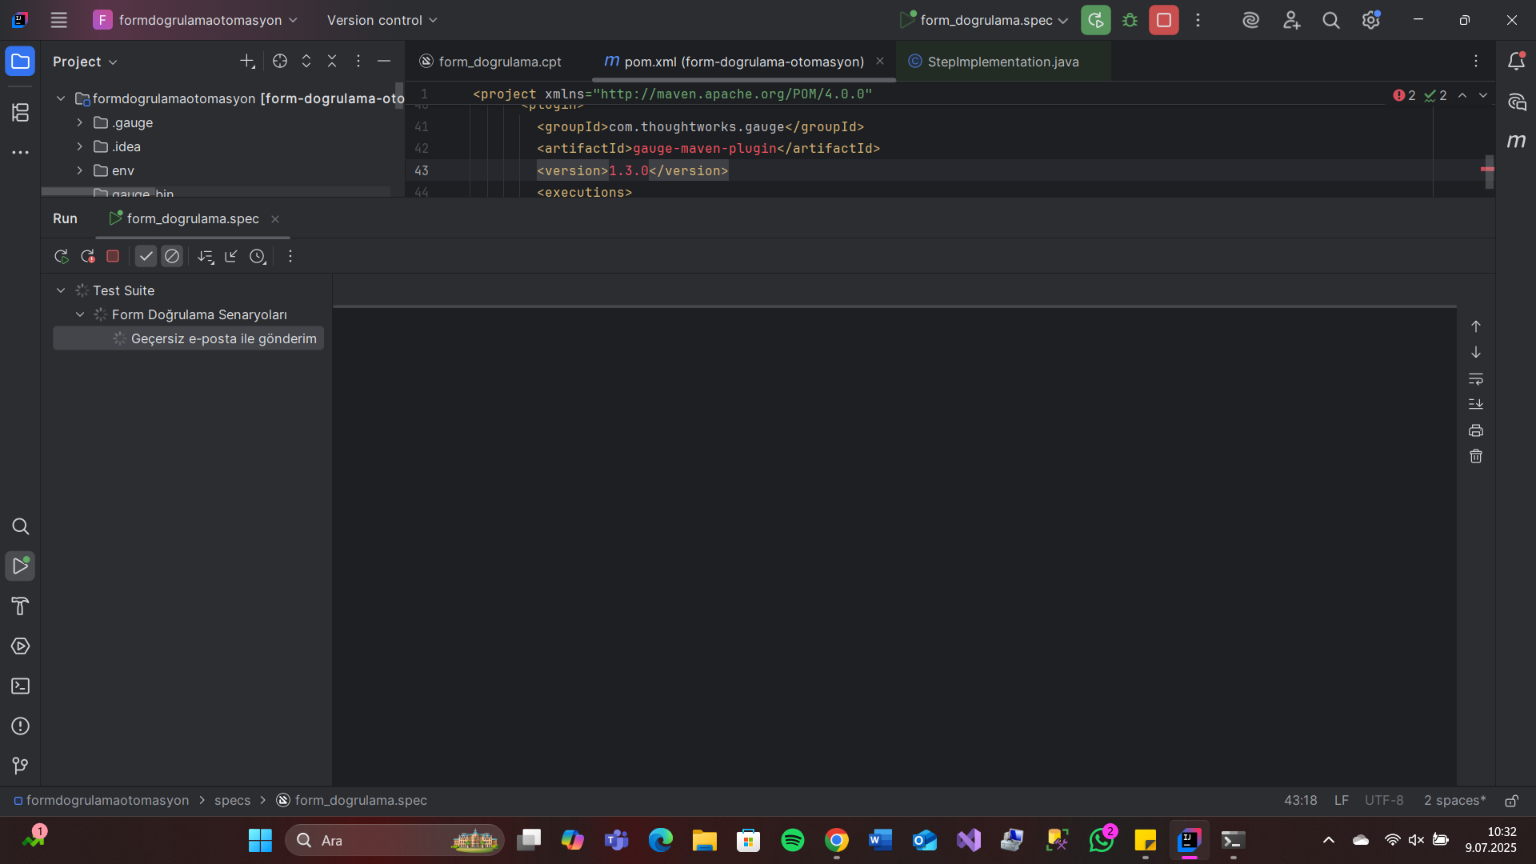 F formdogrulamaotomasyon Version control form_dogrulama.spec
Project form_dogrulama.cpt m pom.xml (form-dogrulama-otomasyon) C StepImplementation.java
formdogrulamaotomasyon [form-dogrulama-oto 1 <project xmlns="http://maven.apache.org/POM/4.0.0" 2 2
40 <plugin>
.gauge 41 <groupId>com.thoughtworks.gauge</groupId>
.idea 42 <artifactId>gauge-maven-plugin</artifactId>
env 43 <version>1.3.0</version>
gauge_bin 44 <executions>
Run form_dogrulama.spec
Test Suite
Form Doğrulama Senaryoları
Geçersiz e-posta ile gönderim
formdogrulamaotomasyon > specs > form_dogrulama.spec 43:18 LF UTF-8 2 spaces*
1 Ara 2 10:32
9.07.2025